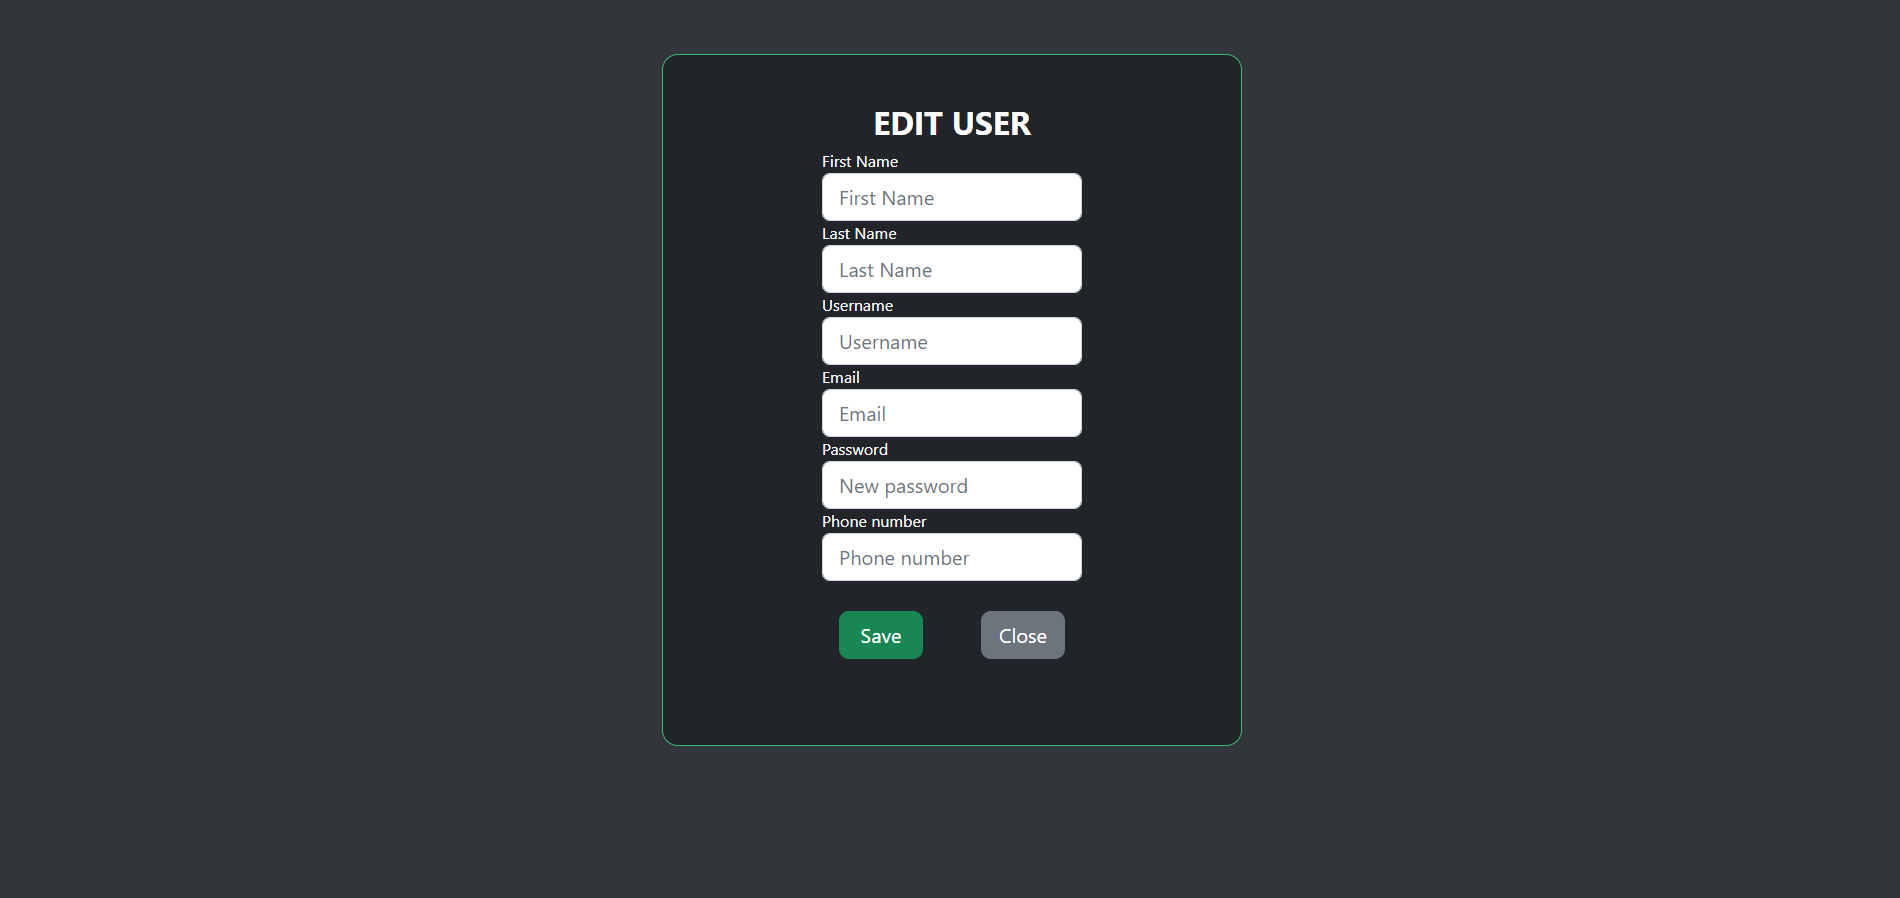 EDIT USER
First Name
First Name
Last Name
Last Name
Username
Username
Email
Email
Password
New password
Phone number
Phone number
Save Close